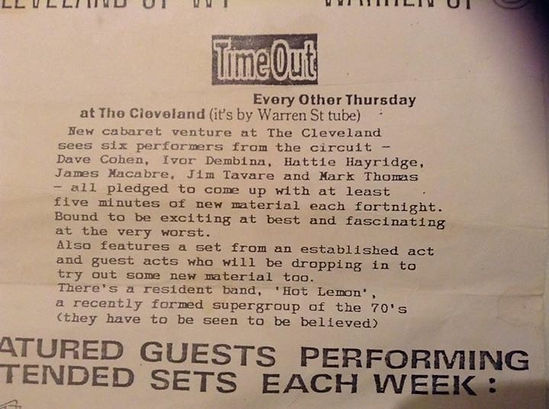 CLEVELAND ST W1 WARREN ST
Time Out
Every Other Thursday
at The Cleveland (it's by Warren St tube)
New cabaret venture at The Cleveland
sees six performers from the circuit –
Dave Cohen, Ivor Dembina, Hattie Hayridge,
James Macabre, Jim Tavare and Mark Thomas
– all pledged to come up with at least
five minutes of new material each fortnight.
Bound to be exciting at best and fascinating
at the very worst.
Also features a set from an established act
and guest acts who will be dropping in to
try out some new material too.
There's a resident band, 'Hot Lemon',
a recently formed supergroup of the 70's
(they have to be seen to be believed)
ATURED GUESTS PERFORMING
TENDED SETS EACH WEEK :